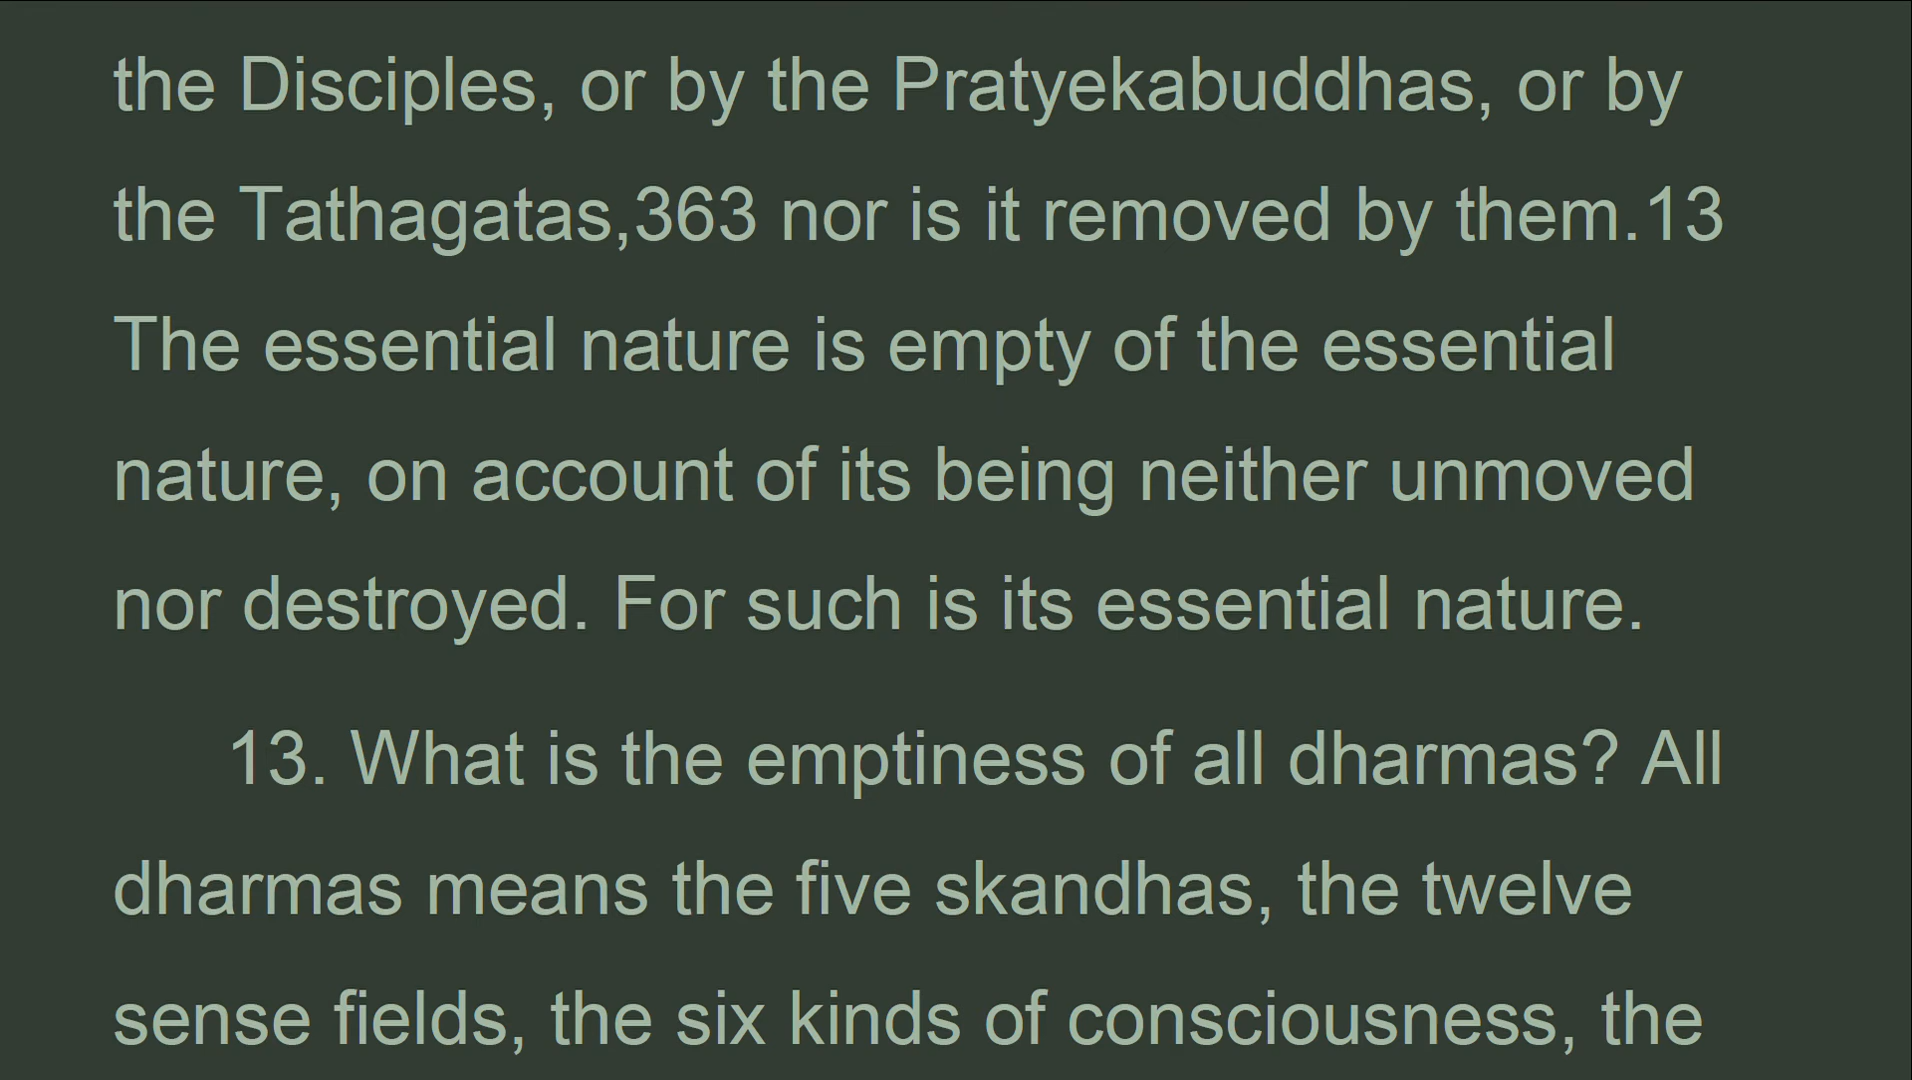 the Disciples, or by the Pratyekabuddhas, or by
the Tathagatas,363 nor is it removed by them.13
The essential nature is empty of the essential
nature, on account of its being neither unmoved
nor destroyed. For such is its essential nature.
13. What is the emptiness of all dharmas? All
dharmas means the five skandhas, the twelve
sense fields, the six kinds of consciousness, the